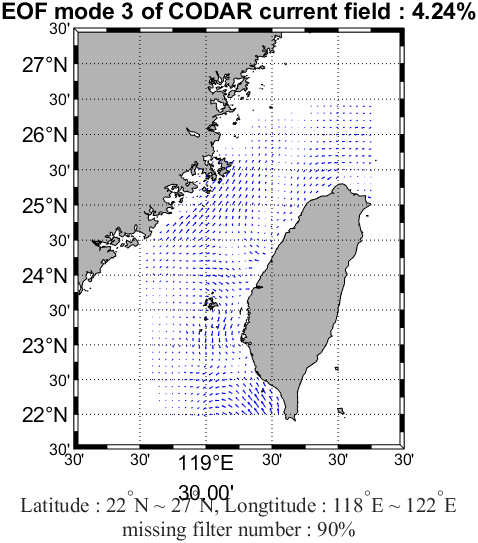 EOF mode 3 of CODAR current field : 4.24%
30'
27°N
30'
26°N
30'
25°N
30'
24°N
30'
23°N
30'
22°N
30'
30' 30' 119°E 30' 30' 30'
30.00'
Latitude : 22°N ~ 27°N, Longtitude : 118°E ~ 122°E
missing filter number : 90%